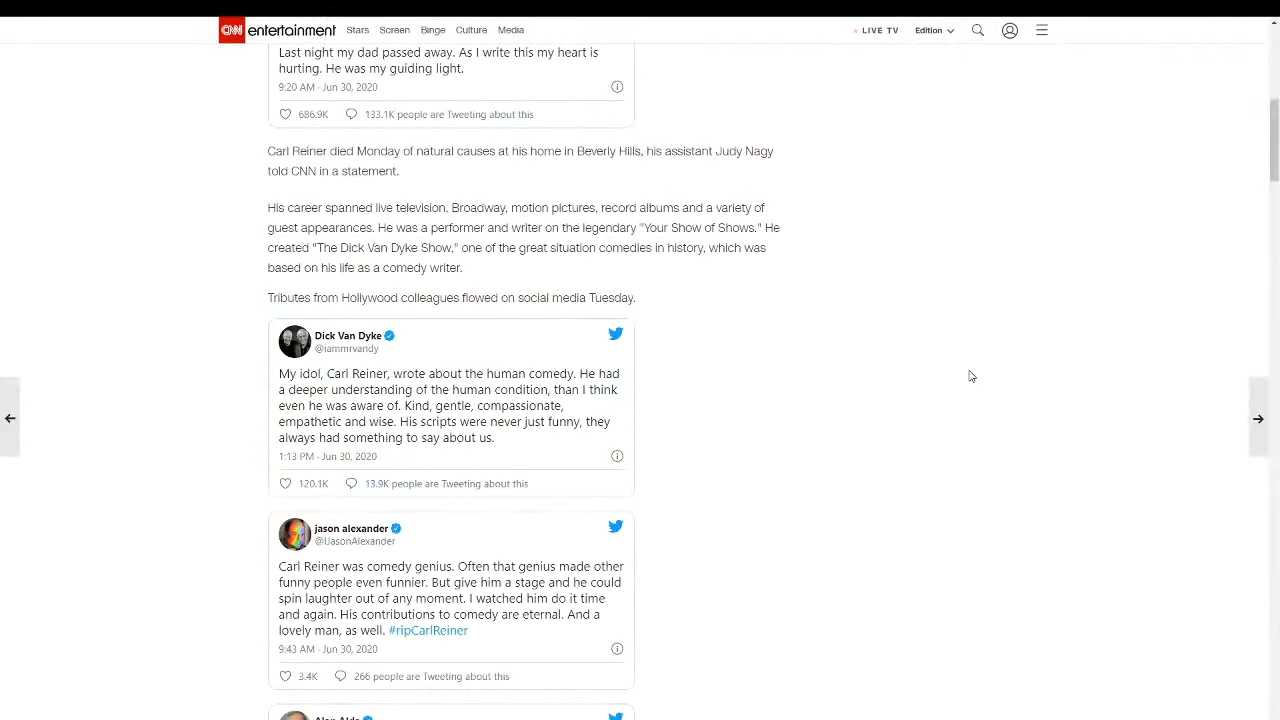 CNN entertainment Stars Screen Binge Culture Media LIVE TV Edition
Last night my dad passed away. As I write this my heart is
hurting. He was my guiding light.
9:20 AM - Jun 30, 2020
686.9K 133.1K people are Tweeting about this
Carl Reiner died Monday of natural causes at his home in Beverly Hills, his assistant Judy Nagy
told CNN in a statement.
His career spanned live television, Broadway, motion pictures, record albums and a variety of
guest appearances. He was a performer and writer on the legendary "Your Show of Shows." He
created "The Dick Van Dyke Show," one of the great situation comedies in history, which was
based on his life as a comedy writer.
Tributes from Hollywood colleagues flowed on social media Tuesday.
Dick Van Dyke
@iammrvandy
My idol, Carl Reiner, wrote about the human comedy. He had
a deeper understanding of the human condition, than I think
even he was aware of. Kind, gentle, compassionate,
empathetic and wise. His scripts were never just funny, they
always had something to say about us.
1:13 PM - Jun 30, 2020
120.1K 13.9K people are Tweeting about this
jason alexander
@IJasonAlexander
Carl Reiner was comedy genius. Often that genius made other
funny people even funnier. But give him a stage and he could
spin laughter out of any moment. I watched him do it time
and again. His contributions to comedy are eternal. And a
lovely man, as well. #ripCarlReiner
9:43 AM - Jun 30, 2020
3.4K 266 people are Tweeting about this
Alan Alda